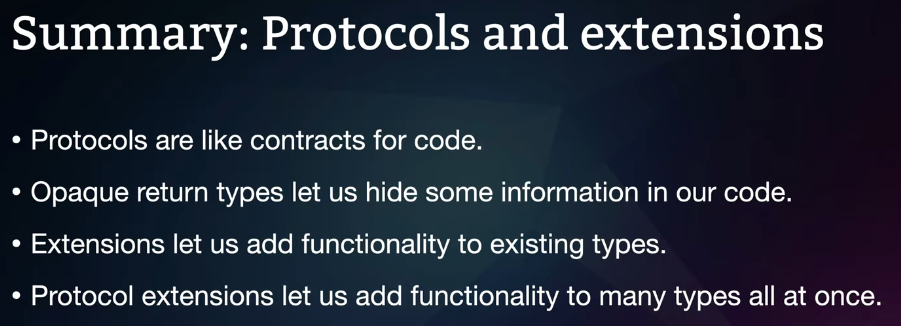 Summary: Protocols and extensions
• Protocols are like contracts for code.
• Opaque return types let us hide some information in our code.
• Extensions let us add functionality to existing types.
• Protocol extensions let us add functionality to many types all at once.